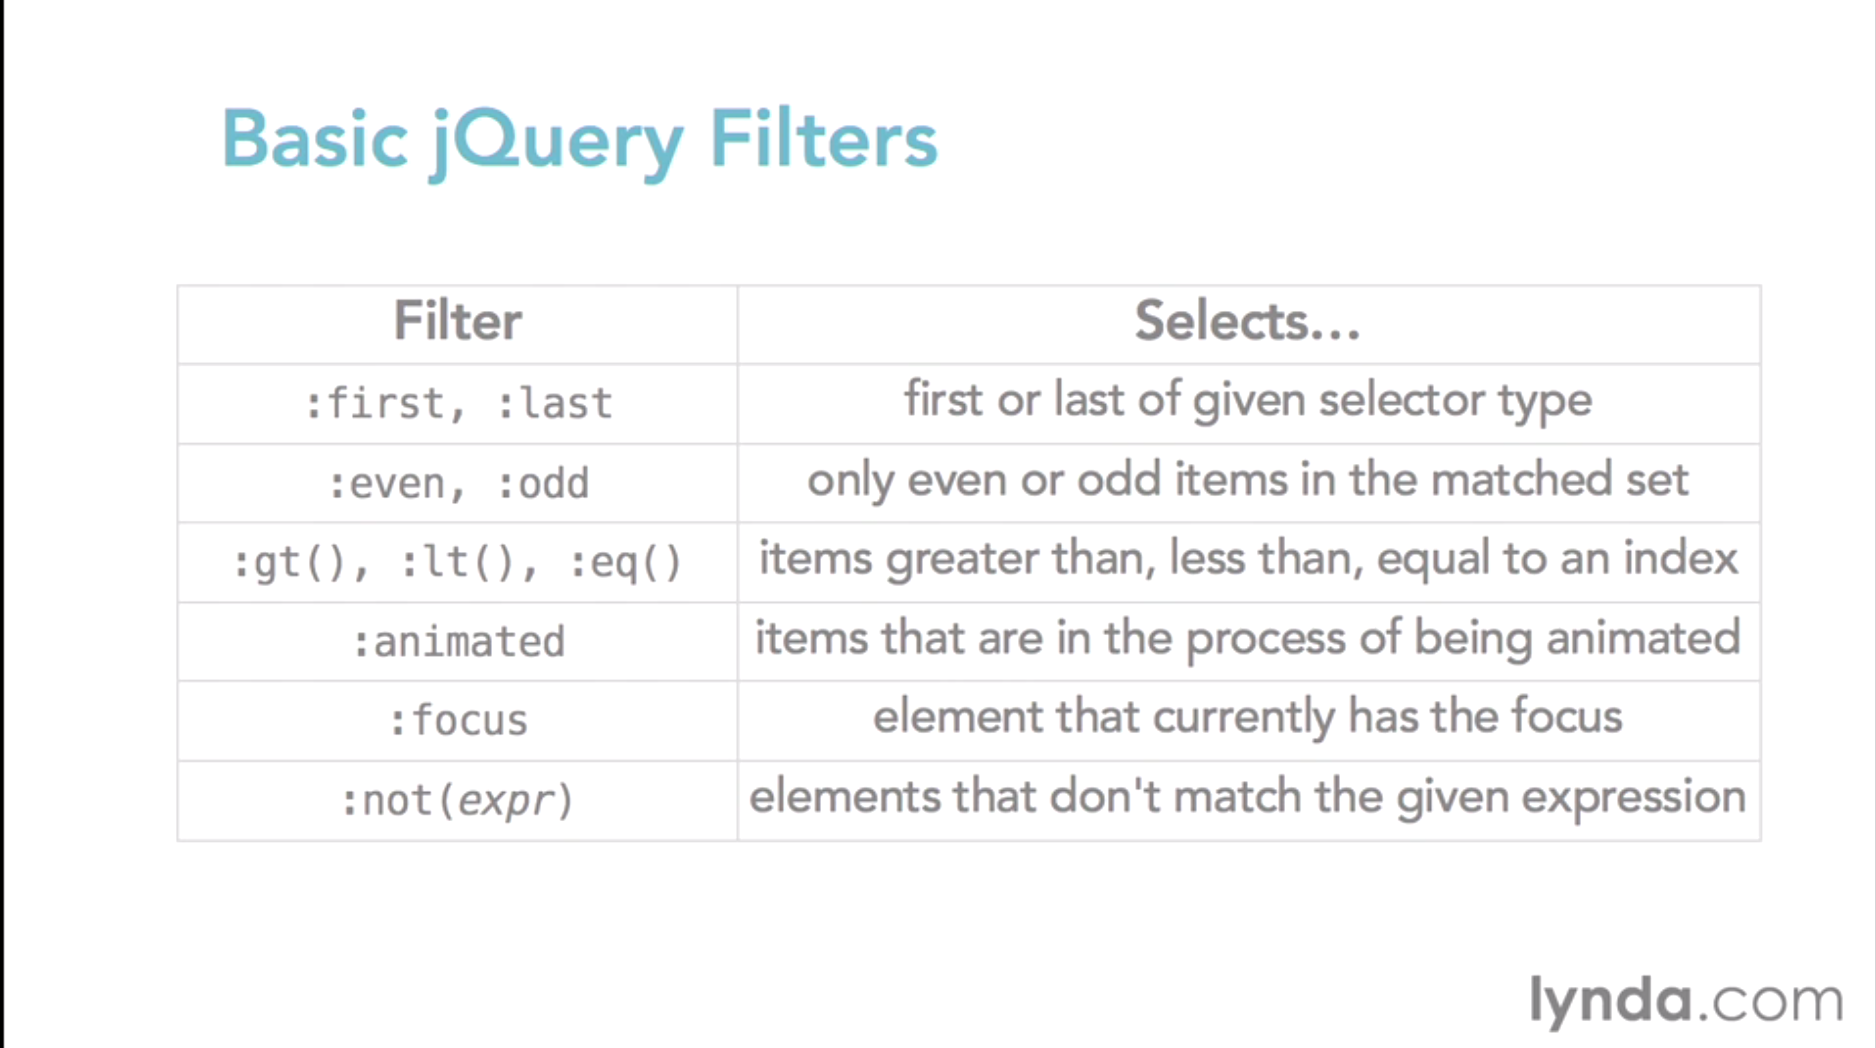 Basic jQuery Filters
Filter Selects...
:first, :last first or last of given selector type
:even, :odd only even or odd items in the matched set
:gt(), :lt(), :eq() items greater than, less than, equal to an index
:animated items that are in the process of being animated
:focus element that currently has the focus
:not(expr) elements that don't match the given expression
lynda.com